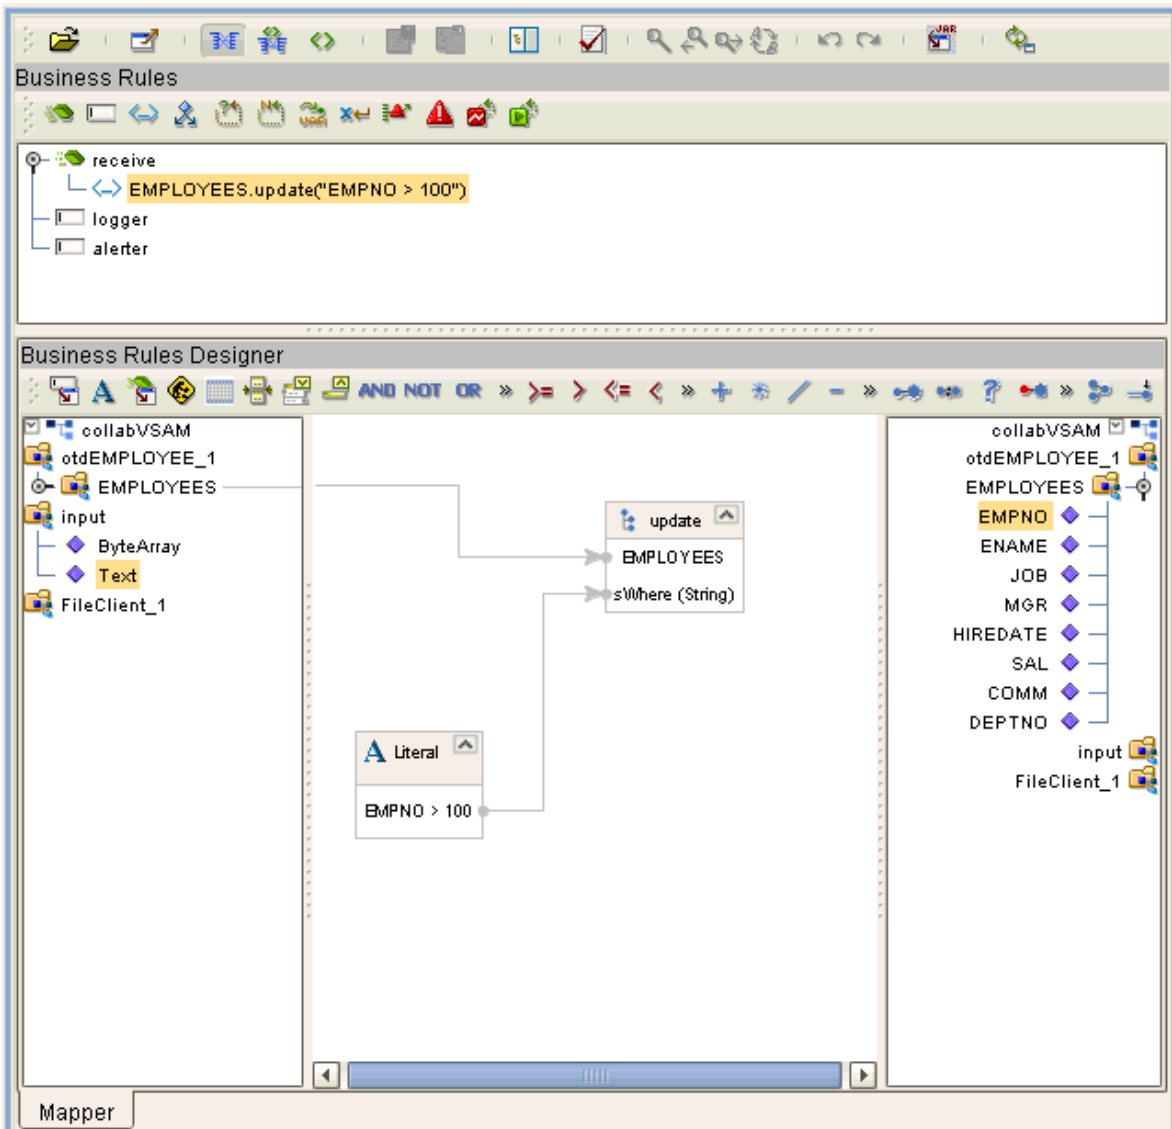 JAR
Business Rules
JAR
receive
EMPLOYEES.update("EMPNO > 100")
logger
alerter
Business Rules Designer
A AND NOT OR » >= > <= < » + * / - » ? » 
collabVSAM
otdEMPLOYEE_1
EMPLOYEES
input
ByteArray
Text
FileClient_1
update
EMPLOYEES
sWhere (String)
A Literal
EMPNO > 100
collabVSAM
otdEMPLOYEE_1
EMPLOYEES
EMPNO
ENAME
JOB
MGR
HIREDATE
SAL
COMM
DEPTNO
input
FileClient_1
Mapper